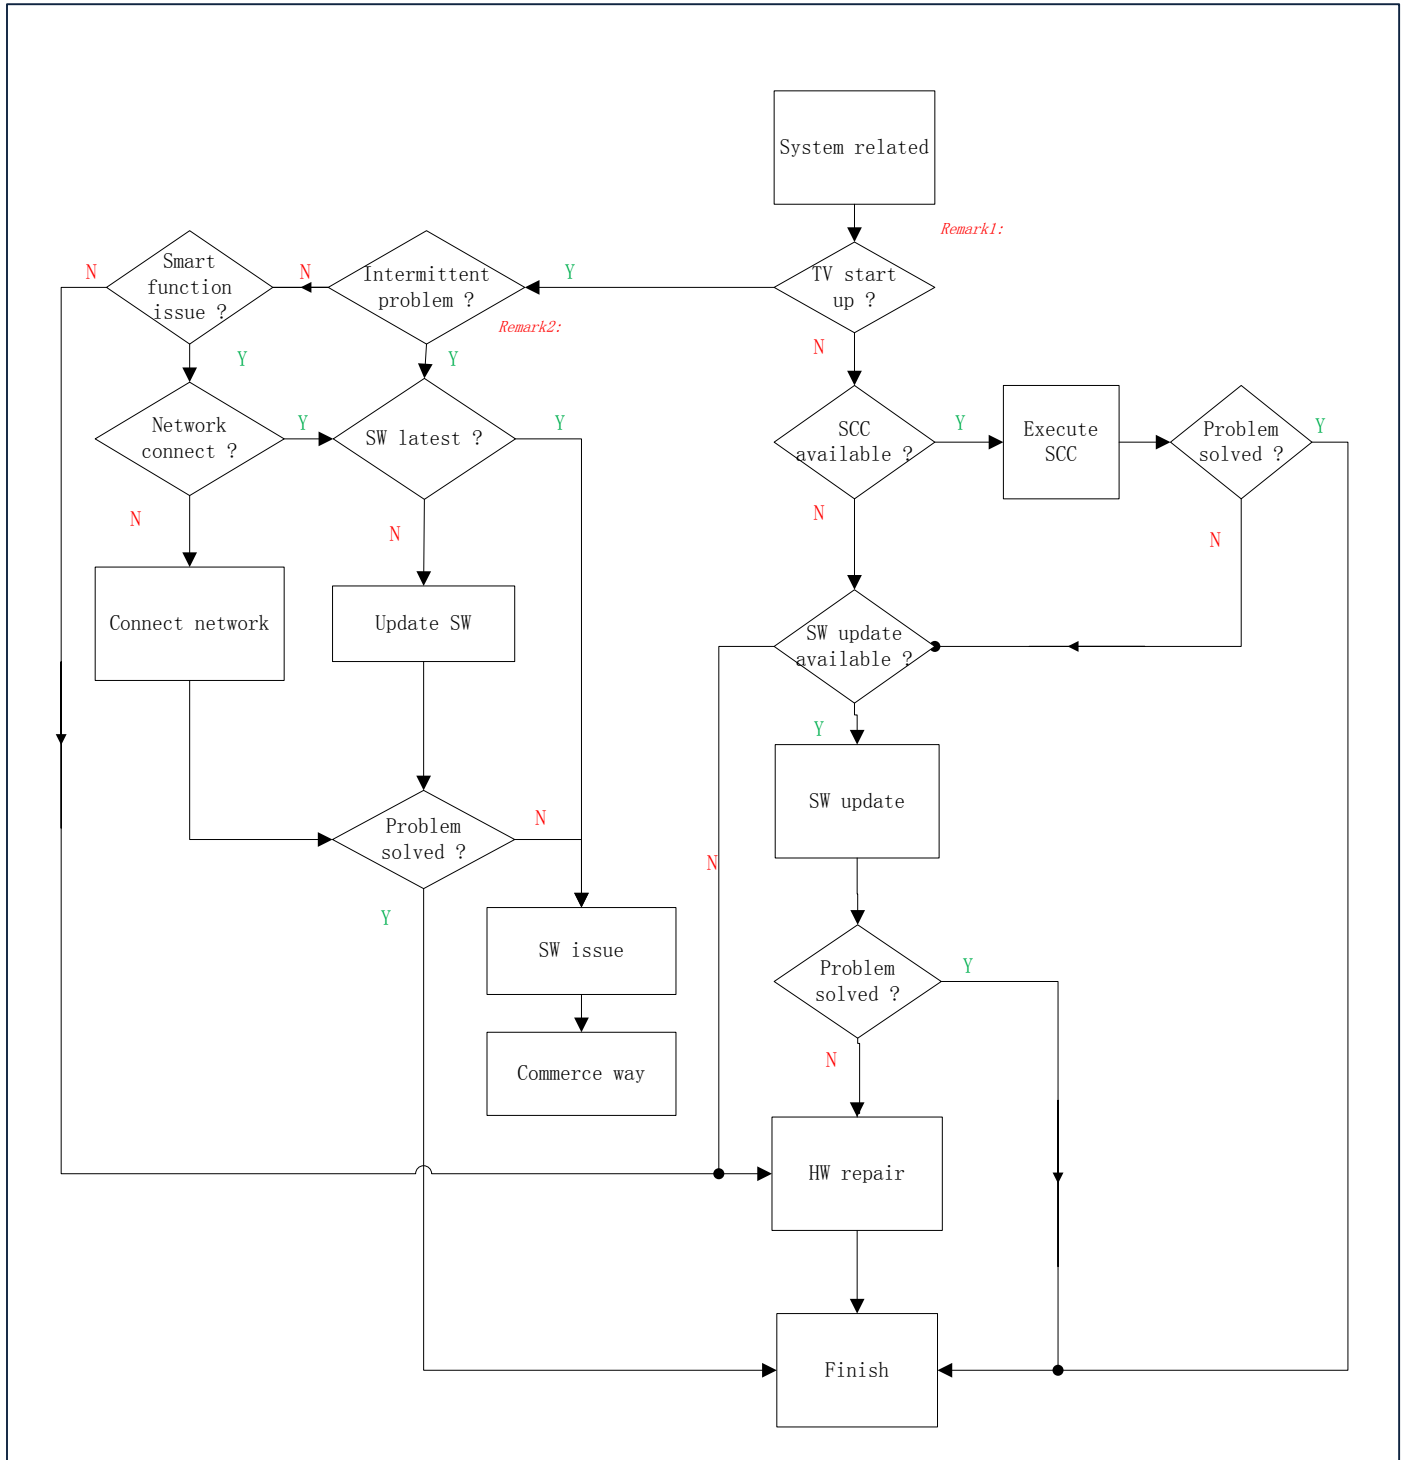 System related
Remark1:
TV start
up ?
Y
N
Intermittent
problem ?
Remark2:
N
Y
Smart
function
issue ?
N
Y
Network
connect ?
Y
N
SW latest ?
Y
N
SCC
available ?
Y
N
Execute
SCC
Problem
solved ?
Y
N
Connect network
Update SW
SW update
available ?
Y
N
SW update
Problem
solved ?
N
Y
SW issue
Commerce way
Problem
solved ?
Y
N
HW repair
Finish